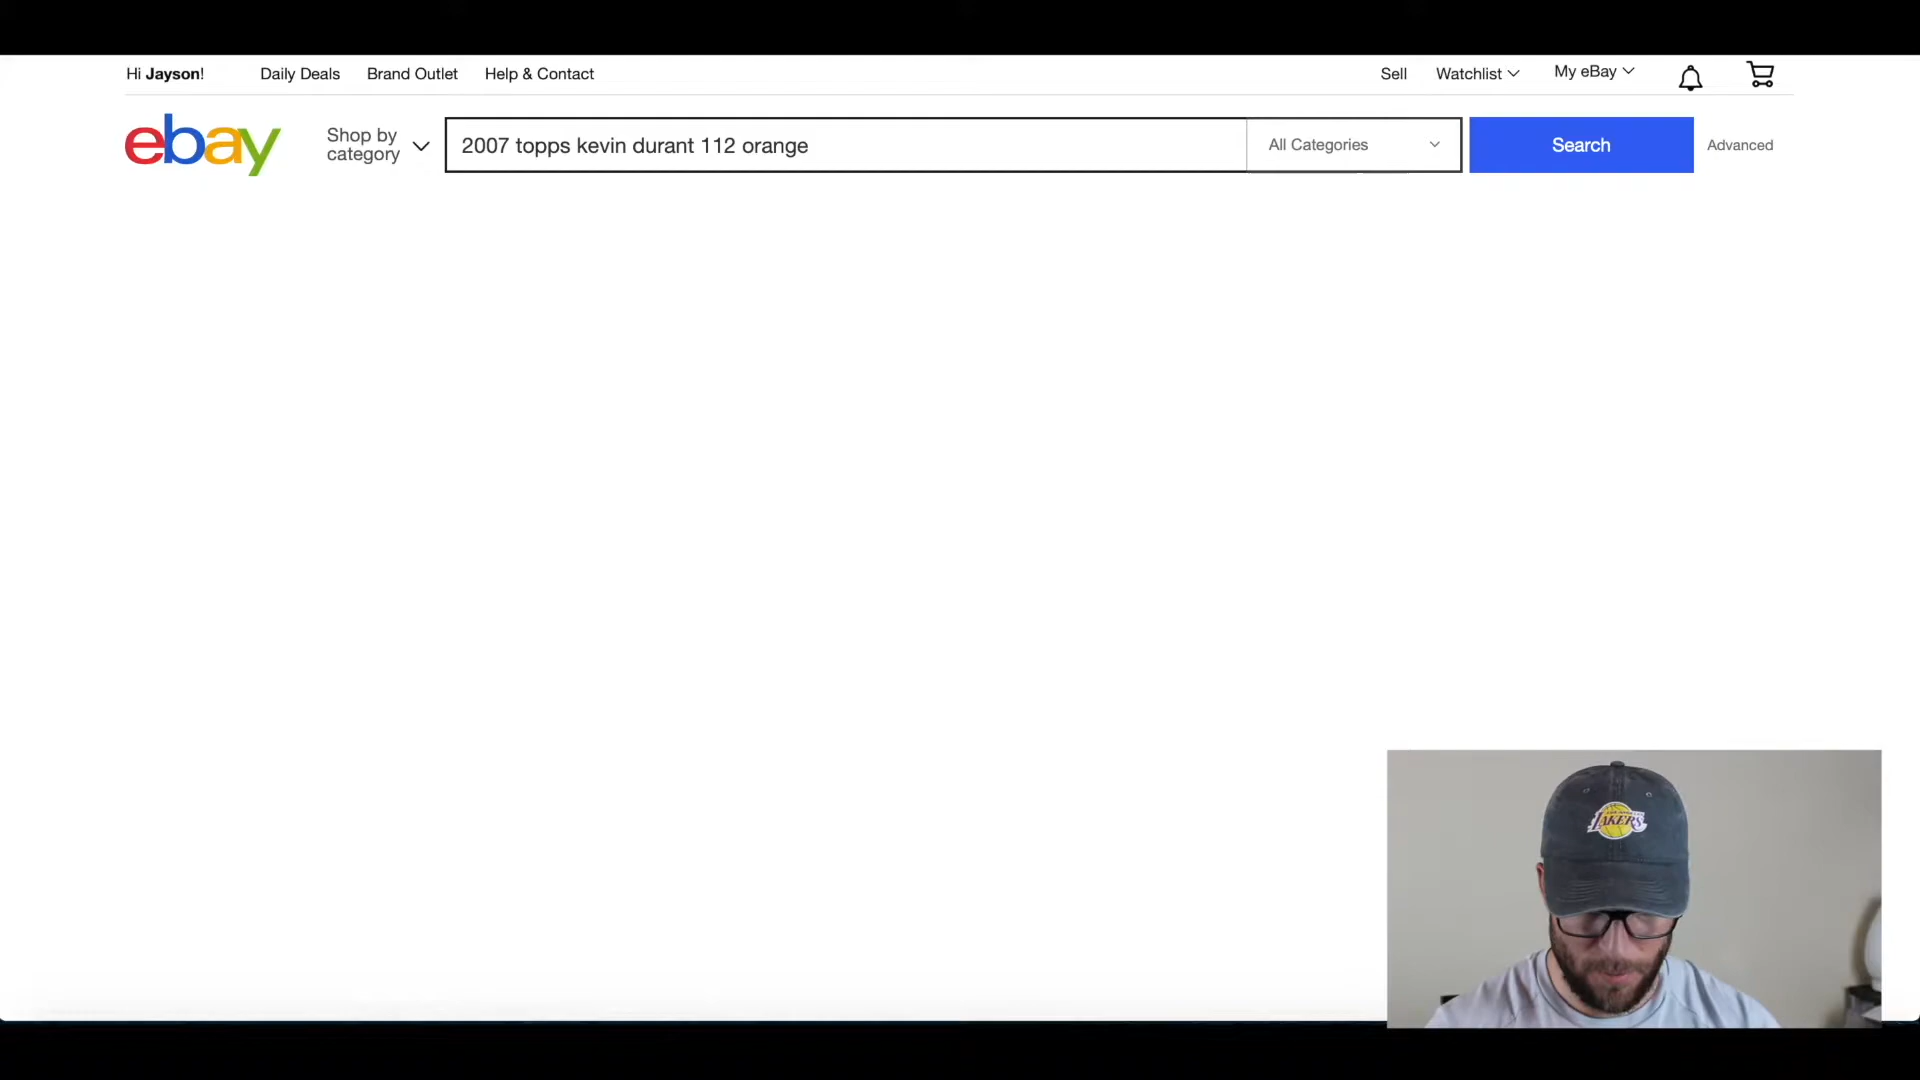 Hi Jayson! Daily Deals Brand Outlet Help & Contact Sell Watchlist My eBay
ebay
Shop by
category
2007 topps kevin durant 112 orange
All Categories
Search
Advanced
LAKERS